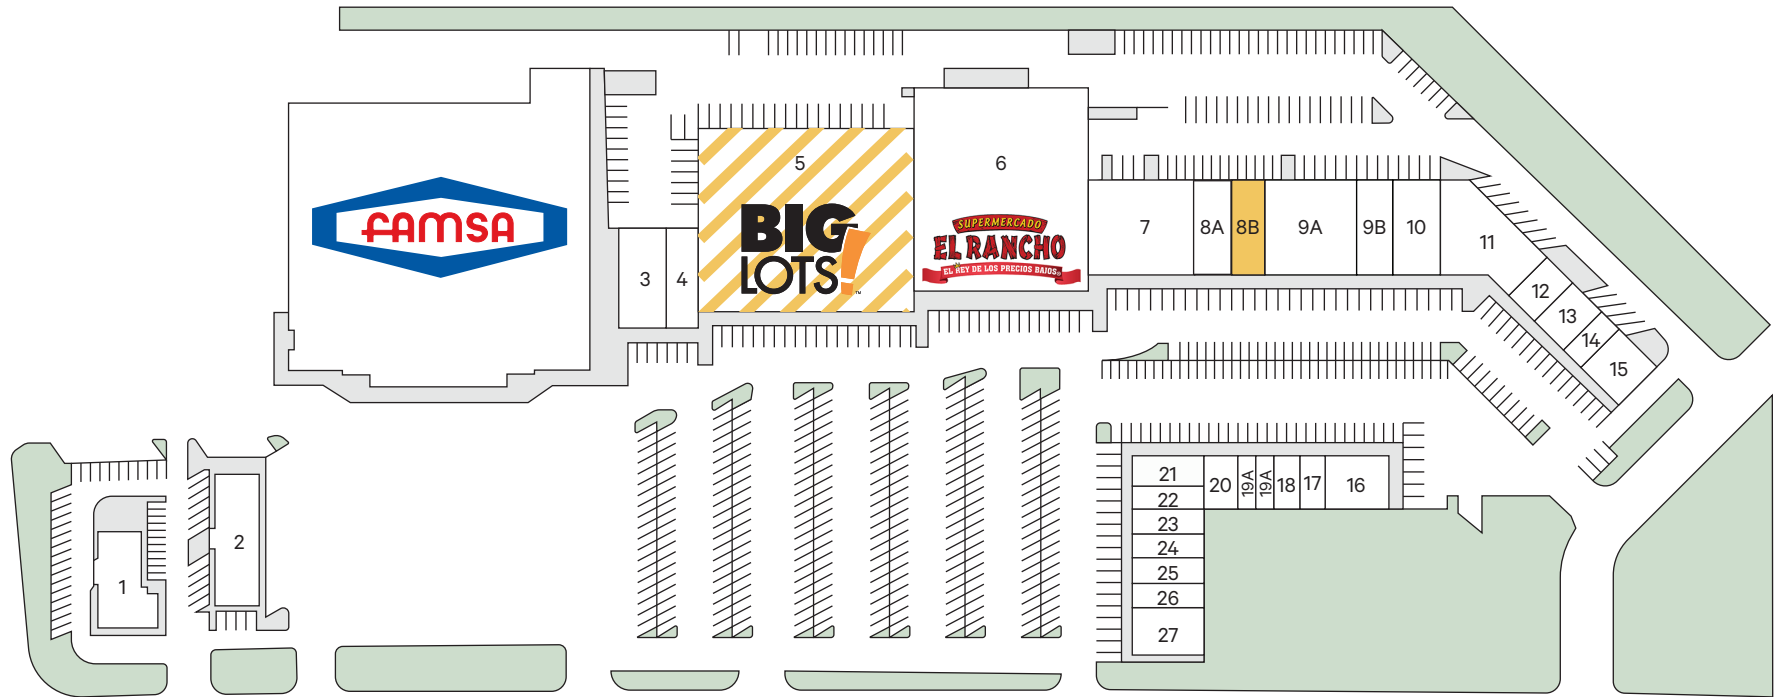 FAMSA
3
4
5
BIG
LOTS!
™
6
SUPERMERCADO
EL RANCHO
EL REY DE LOS PRECIOS BAJOS®
7
8A
8B
9A
9B
10
11
12
13
14
15
1
2
21
22
23
24
25
26
27
20
19A
19A
18
17
16